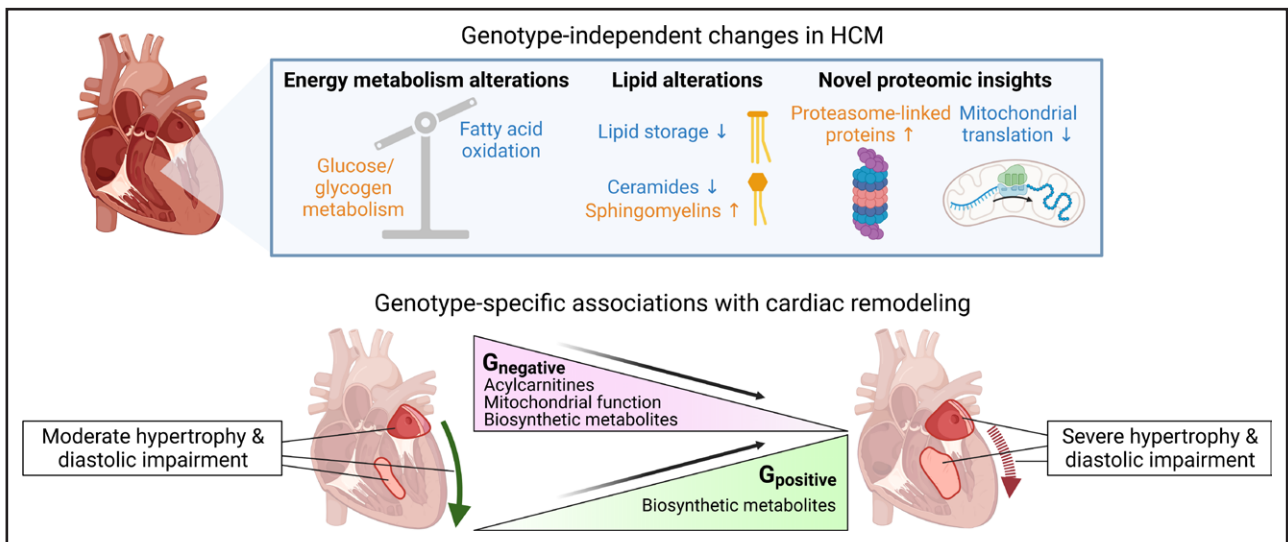 Genotype-independent changes in HCM
Energy metabolism alterations
Fatty acid
oxidation
Glucose/
glycogen
metabolism
Lipid alterations
Lipid storage ↓
Ceramides ↓
Sphingomyelins ↑
Novel proteomic insights
Proteasome-linked
proteins ↑
Mitochondrial
translation ↓
Genotype-specific associations with cardiac remodeling
Moderate hypertrophy &
diastolic impairment
Gnegative
Acylcarnitines
Mitochondrial function
Biosynthetic metabolites
Gpositive
Biosynthetic metabolites
Severe hypertrophy &
diastolic impairment